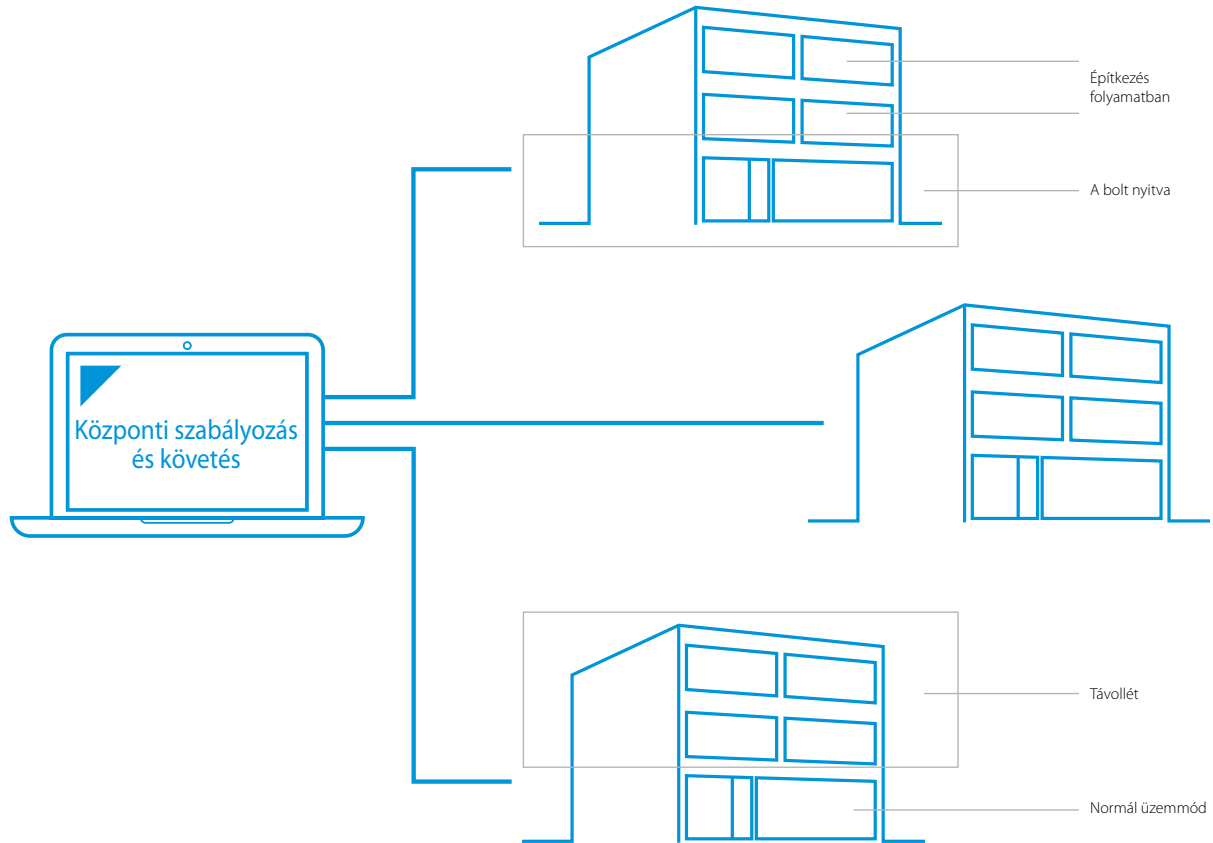 Építkezés
folyamatban
A bolt nyitva
Központi szabályozás
és követés
Távollét
Normál üzemmód